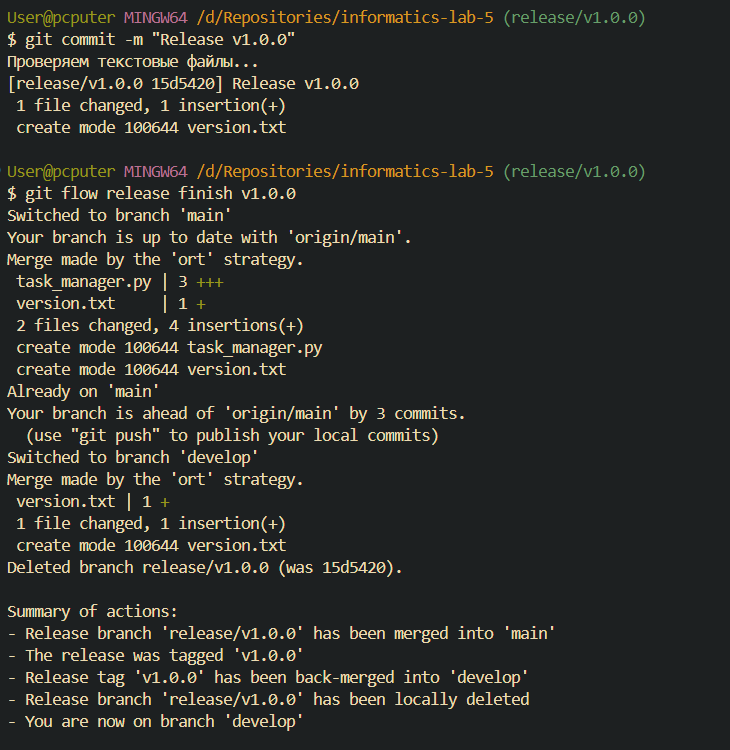 User@pcputer MINGW64 /d/Repositories/informatics-lab-5 (release/v1.0.0)
$ git commit -m "Release v1.0.0"
Проверяем текстовые файлы...
[release/v1.0.0 15d5420] Release v1.0.0
 1 file changed, 1 insertion(+)
 create mode 100644 version.txt

User@pcputer MINGW64 /d/Repositories/informatics-lab-5 (release/v1.0.0)
$ git flow release finish v1.0.0
Switched to branch 'main'
Your branch is up to date with 'origin/main'.
Merge made by the 'ort' strategy.
 task_manager.py | 3 +++
 version.txt     | 1 +
 2 files changed, 4 insertions(+)
 create mode 100644 task_manager.py
 create mode 100644 version.txt
Already on 'main'
Your branch is ahead of 'origin/main' by 3 commits.
  (use "git push" to publish your local commits)
Switched to branch 'develop'
Merge made by the 'ort' strategy.
 version.txt | 1 +
 1 file changed, 1 insertion(+)
 create mode 100644 version.txt
Deleted branch release/v1.0.0 (was 15d5420).

Summary of actions:
- Release branch 'release/v1.0.0' has been merged into 'main'
- The release was tagged 'v1.0.0'
- Release tag 'v1.0.0' has been back-merged into 'develop'
- Release branch 'release/v1.0.0' has been locally deleted
- You are now on branch 'develop'